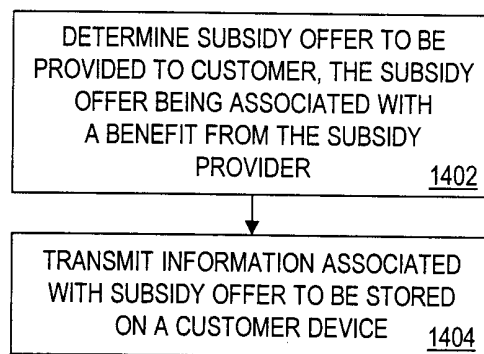 DETERMINE SUBSIDY OFFER TO BE
PROVIDED TO CUSTOMER, THE SUBSIDY
OFFER BEING ASSOCIATED WITH
A BENEFIT FROM THE SUBSIDY
PROVIDER
1402
TRANSMIT INFORMATION ASSOCIATED
WITH SUBSIDY OFFER TO BE STORED
ON A CUSTOMER DEVICE
1404